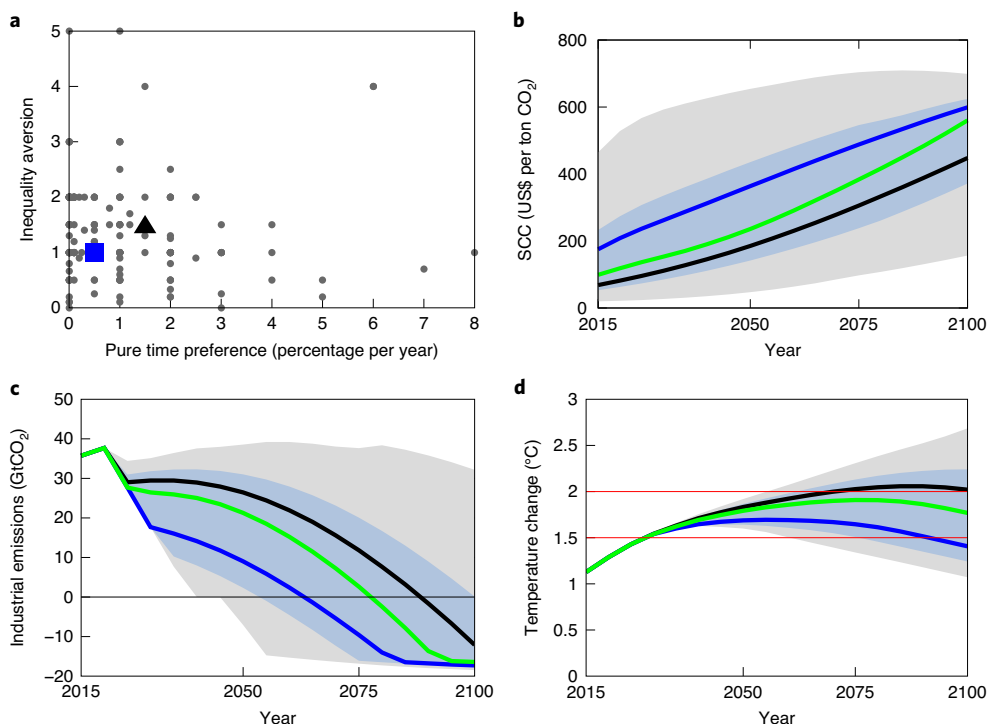 a
5
4
3
2
1
0
Inequality aversion
0 1 2 3 4 5 6 7 8
Pure time preference (percentage per year)
b
800
600
400
200
0
SCC (US$ per ton CO₂)
2015 2050 2075 2100
Year
c
50
40
30
20
10
0
−10
−20
Industrial emissions (GtCO₂)
2015 2050 2075 2100
Year
d
3
2.5
2
1.5
1
0.5
0
Temperature change (°C)
2015 2050 2075 2100
Year